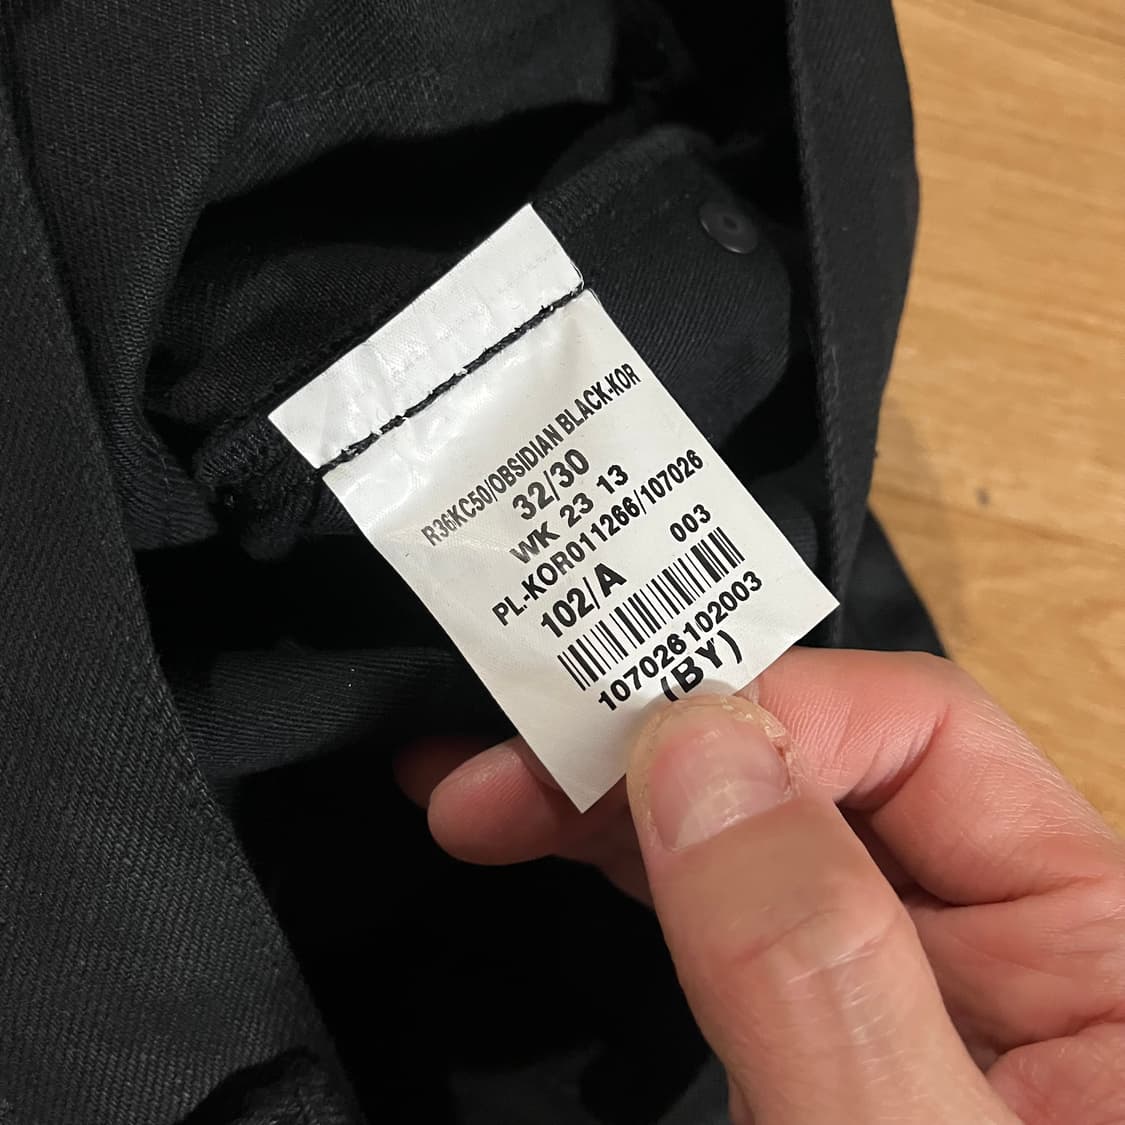 R36KC50/OBSIDIAN BLACK-KOR
32/30
WK 23 13
PL-KOR011266/107026
102/A 003
107026102003
(BY)